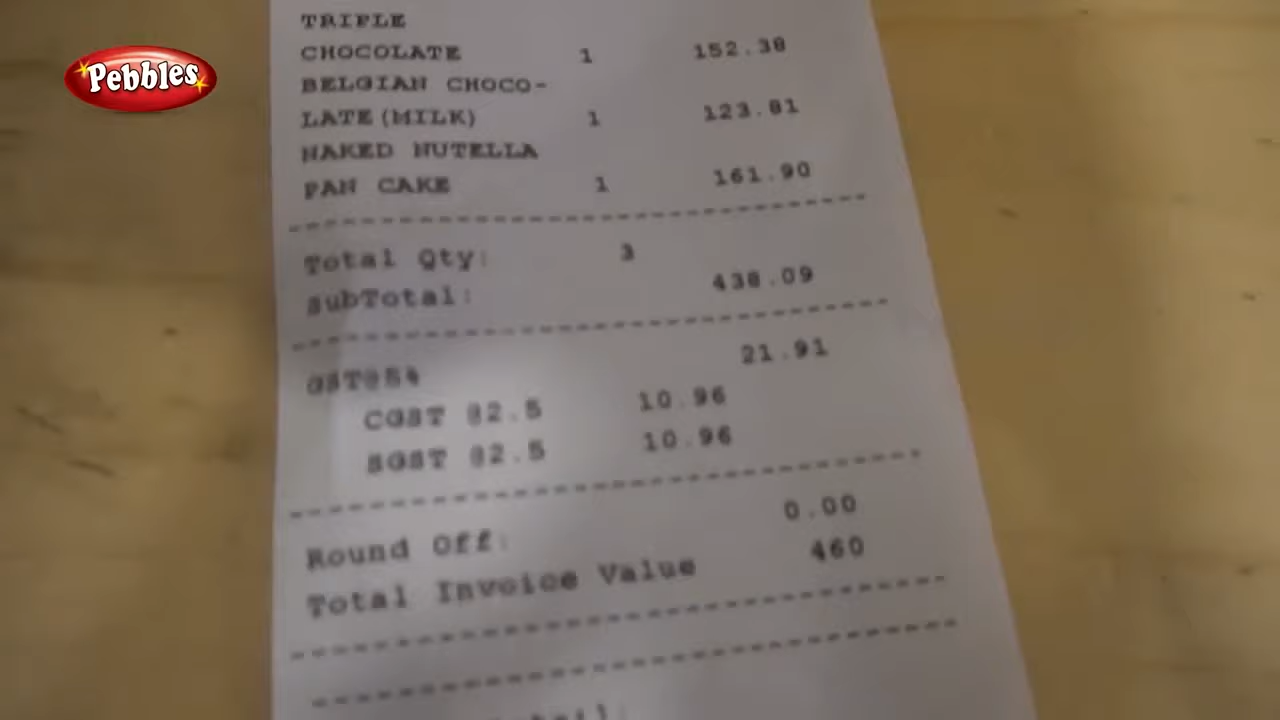 Pebbles
TRIPLE
CHOCOLATE 1 152.38
BELGIAN CHOCO-
LATE(MILK) 1 123.81
NAKED NUTELLA
PAN CAKE 1 161.90
Total Qty: 3
subTotal: 438.09
GST@5% 21.91
CGST @2.5 10.96
SGST @2.5 10.96
Round Off: 0.00
Total Invoice Value 460